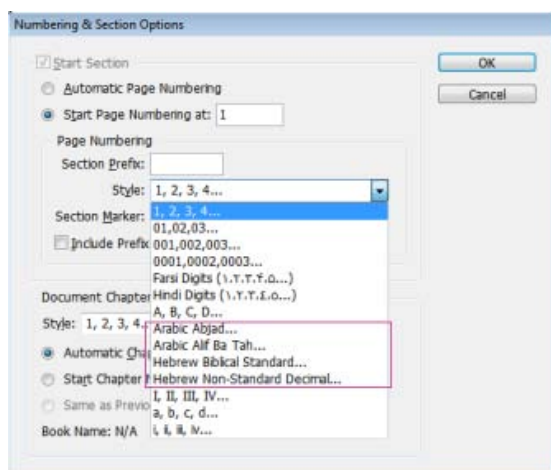 Numbering & Section Options
Start Section
OK
Automatic Page Numbering
Cancel
Start Page Numbering at: 1
Page Numbering
Section Prefix:
Style: 1, 2, 3, 4...
Section Marker:
1, 2, 3, 4...
01,02,03...
Include Prefix
001,002,003...
0001,0002,0003...
Farsi Digits (۱.۲.۳.۴.۵...)
Document Chapter
Hindi Digits (١.٢.٣.٤.٥...)
A, B, C, D...
Style: 1, 2, 3, 4..
Arabic Abjad...
Arabic Alif Ba Tah...
Automatic Cha
Hebrew Biblical Standard...
Start Chapter
Hebrew Non-Standard Decimal...
Same as Previo
I, II, III, IV...
a, b, c, d...
Book Name: N/A
i, ii, iii, iv...